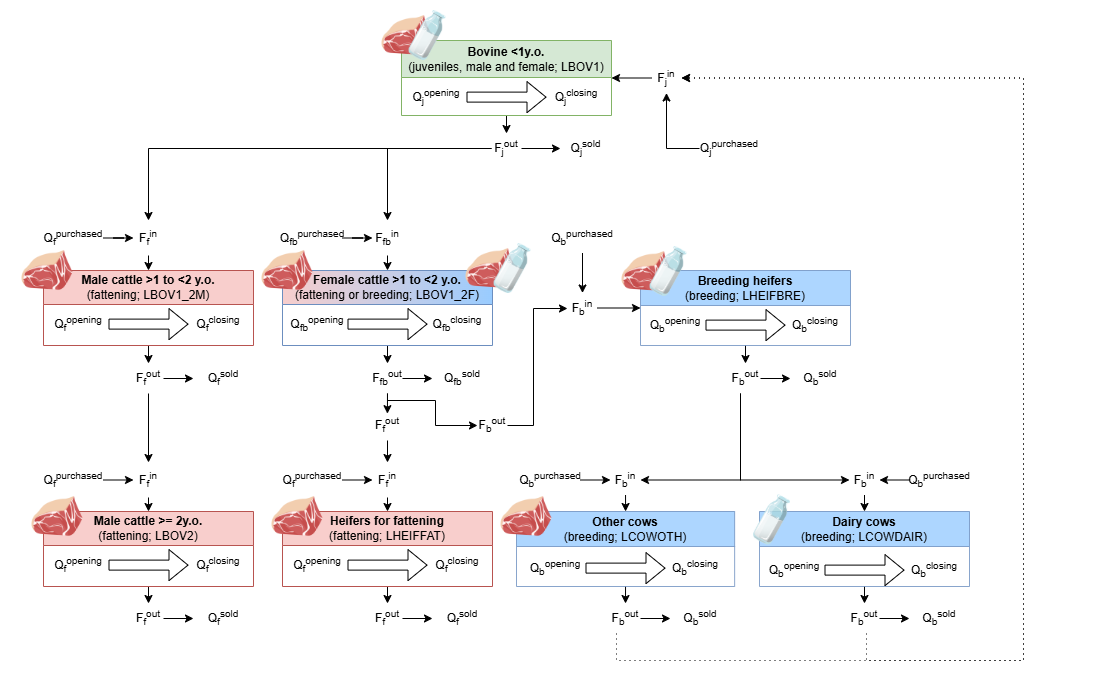 Bovine <1y.o.
(juveniles, male and female; LBOV1)
Q_j^opening Q_j^closing
F_j^in
F_j^out Q_j^sold
Q_j^purchased
Q_f^purchased F_f^in
Q_fb^purchased F_fb^in
Q_b^purchased
Male cattle >1 to <2 y.o.
(fattening; LBOV1_2M)
Q_f^opening Q_f^closing
Female cattle >1 to <2 y.o.
(fattening or breeding; LBOV1_2F)
Q_fb^opening Q_fb^closing
F_b^in
Breeding heifers
(breeding; LHEIFBRE)
Q_b^opening Q_b^closing
F_f^out Q_f^sold
F_fb^out Q_fb^sold
F_b^out Q_b^sold
F_f^out
F_b^out
Q_f^purchased F_f^in
Q_f^purchased F_f^in
Q_b^purchased F_b^in
F_b^in Q_b^purchased
Male cattle >= 2y.o.
(fattening; LBOV2)
Q_f^opening Q_f^closing
Heifers for fattening
(fattening; LHEIFFAT)
Q_f^opening Q_f^closing
Other cows
(breeding; LCOWOTH)
Q_b^opening Q_b^closing
Dairy cows
(breeding; LCOWDAIR)
Q_b^opening Q_b^closing
F_f^out Q_f^sold
F_f^out Q_f^sold
F_b^out Q_b^sold
F_b^out Q_b^sold